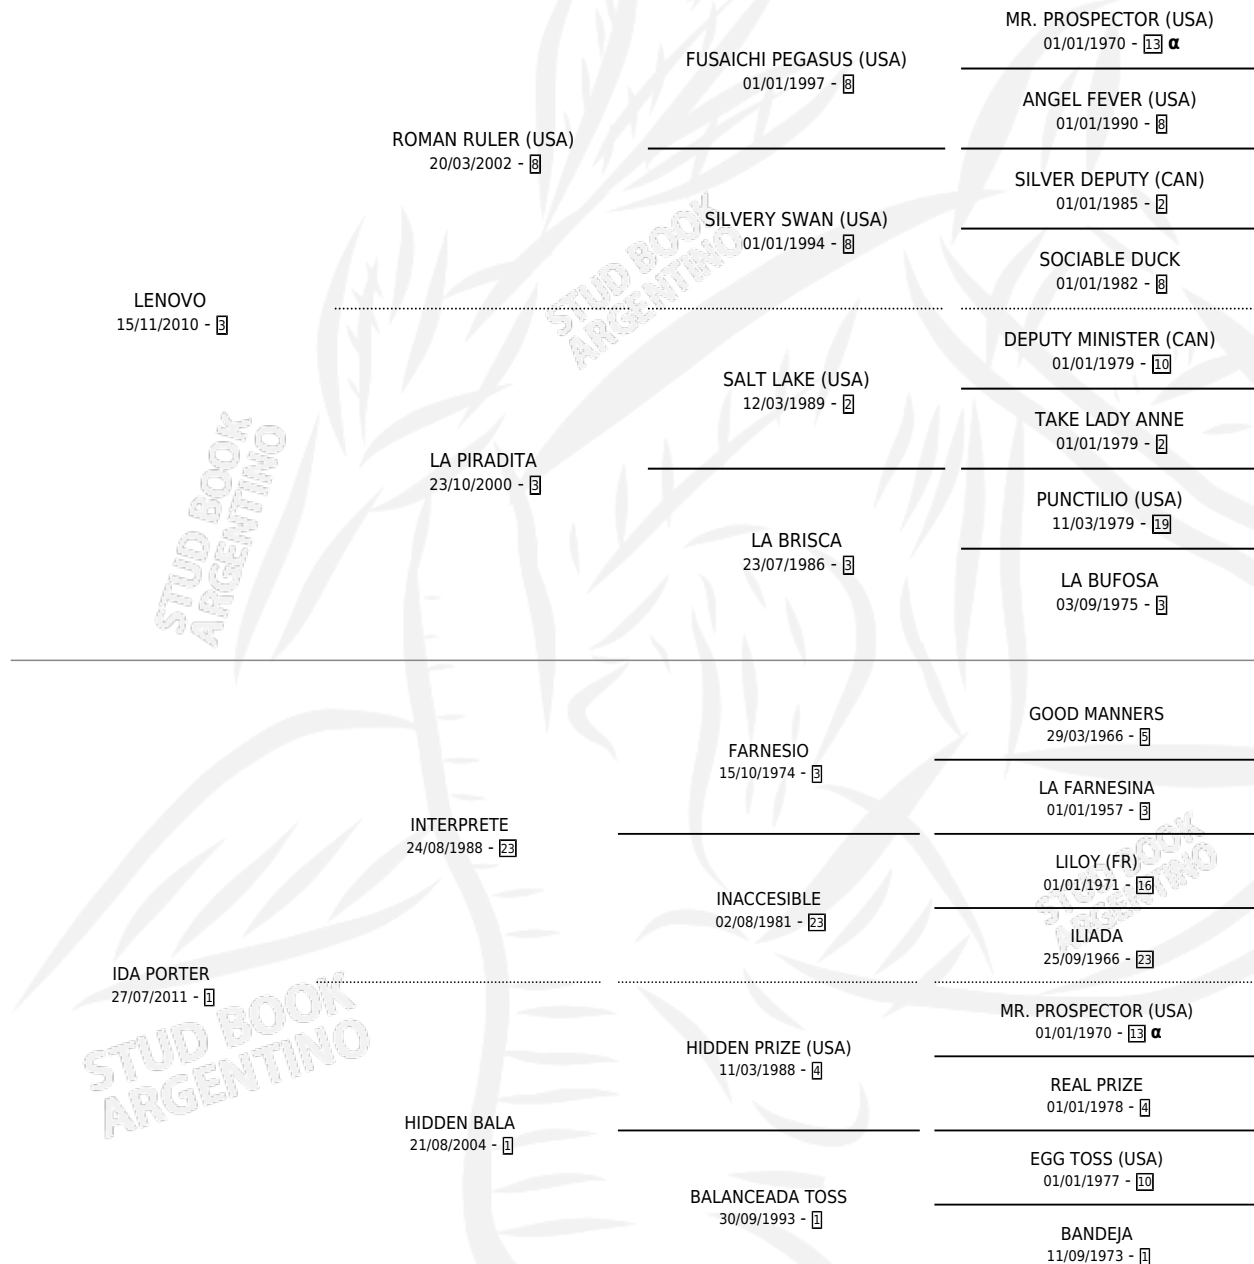 MR. PROSPECTOR (USA)
01/01/1970 - 13 α
FUSAICHI PEGASUS (USA)
01/01/1997 - 8
ANGEL FEVER (USA)
01/01/1990 - 8
ROMAN RULER (USA)
20/03/2002 - 8
SILVER DEPUTY (CAN)
01/01/1985 - 2
SILVERY SWAN (USA)
01/01/1994 - 8
SOCIABLE DUCK
01/01/1982 - 8
LENOVO
15/11/2010 - 3
DEPUTY MINISTER (CAN)
01/01/1979 - 10
SALT LAKE (USA)
12/03/1989 - 2
TAKE LADY ANNE
01/01/1979 - 2
LA PIRADITA
23/10/2000 - 3
PUNCTILIO (USA)
11/03/1979 - 19
LA BRISCA
23/07/1986 - 3
LA BUFOSA
03/09/1975 - 3
STUD BOOK
ARGENTINO
STUD BOOK
ARGENTINO
GOOD MANNERS
29/03/1966 - 5
FARNESIO
15/10/1974 - 3
LA FARNESINA
01/01/1957 - 3
INTERPRETE
24/08/1988 - 23
LILOY (FR)
01/01/1971 - 16
INACCESIBLE
02/08/1981 - 23
ILIADA
25/09/1966 - 23
STUD BOOK
ARGENTINO
IDA PORTER
27/07/2011 - 1
MR. PROSPECTOR (USA)
01/01/1970 - 13 α
HIDDEN PRIZE (USA)
11/03/1988 - 4
REAL PRIZE
01/01/1978 - 4
STUD BOOK
ARGENTINO
HIDDEN BALA
21/08/2004 - 1
EGG TOSS (USA)
01/01/1977 - 10
BALANCEADA TOSS
30/09/1993 - 1
BANDEJA
11/09/1973 - 1